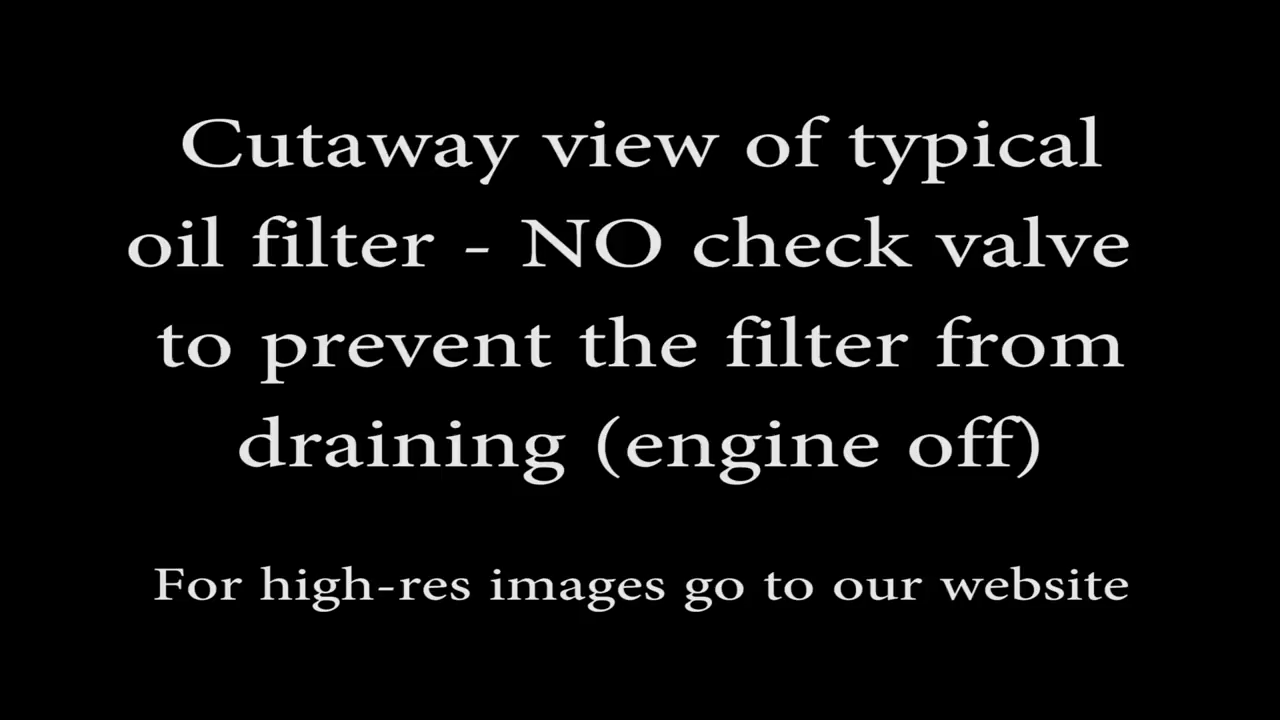 Cutaway view of typical
oil filter - NO check valve
to prevent the filter from
draining (engine off)
For high-res images go to our website